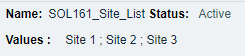 Name: SOL161_Site_List Status: Active
Values : Site 1 ; Site 2 ; Site 3